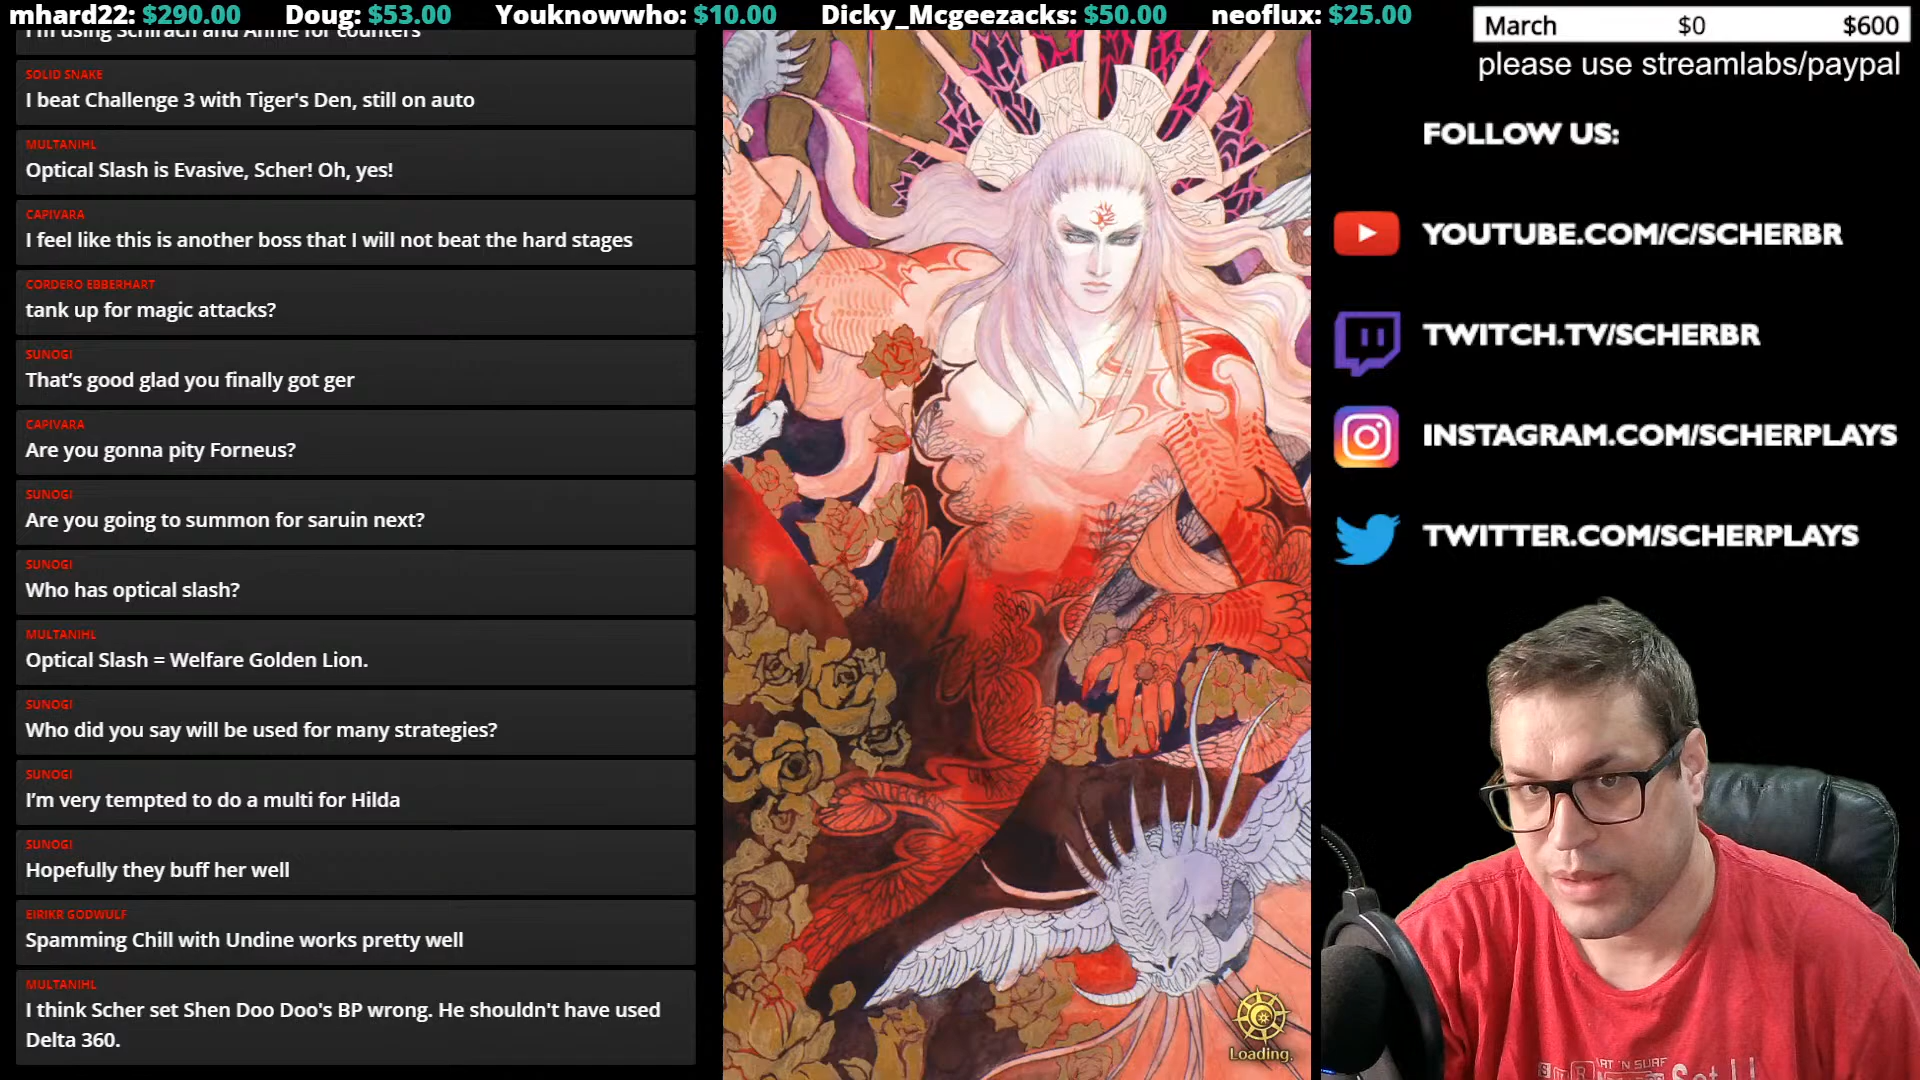 mhard22: $290.00 Doug: $53.00 Youknowwho: $10.00 Dicky_Mcgeezacks: $50.00 neoflux: $25.00
I'm using Schirach and Annie for counters
SOLID SNAKE
I beat Challenge 3 with Tiger's Den, still on auto
MULTANIHL
Optical Slash is Evasive, Scher! Oh, yes!
CAPIVARA
I feel like this is another boss that I will not beat the hard stages
CORDERO EBBERHART
tank up for magic attacks?
SUNOGI
That's good glad you finally got ger
CAPIVARA
Are you gonna pity Forneus?
SUNOGI
Are you going to summon for saruin next?
SUNOGI
Who has optical slash?
MULTANIHL
Optical Slash = Welfare Golden Lion.
SUNOGI
Who did you say will be used for many strategies?
SUNOGI
I'm very tempted to do a multi for Hilda
SUNOGI
Hopefully they buff her well
EIRIKR GODWULF
Spamming Chill with Undine works pretty well
MULTANIHL
I think Scher set Shen Doo Doo's BP wrong. He shouldn't have used
Delta 360.
Loading.
March $0 $600
please use streamlabs/paypal
FOLLOW US:
YOUTUBE.COM/C/SCHERBR
TWITCH.TV/SCHERBR
INSTAGRAM.COM/SCHERPLAYS
TWITTER.COM/SCHERPLAYS